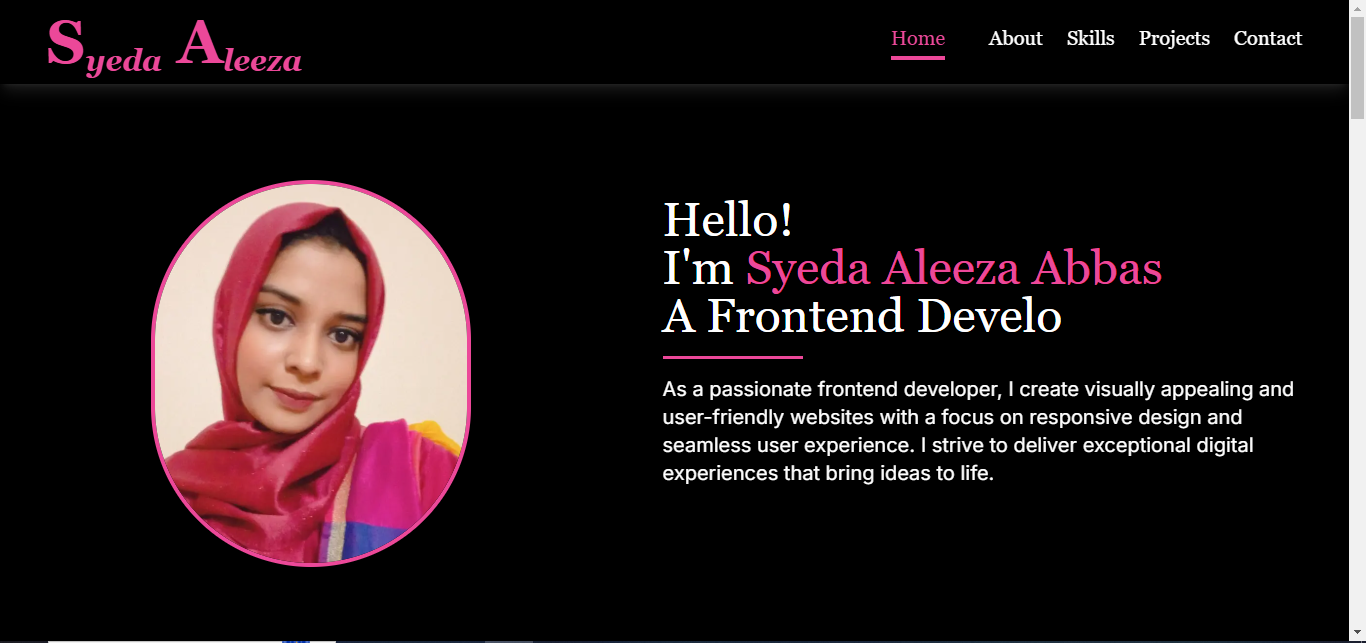 Syeda Aleeza
Home About Skills Projects Contact
Hello!
I'm Syeda Aleeza Abbas
A Frontend Develo
As a passionate frontend developer, I create visually appealing and
user-friendly websites with a focus on responsive design and
seamless user experience. I strive to deliver exceptional digital
experiences that bring ideas to life.